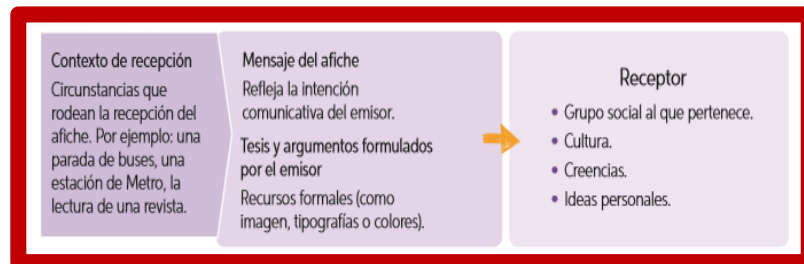 Contexto de recepción
Circunstancias que
rodean la recepción del
afiche. Por ejemplo: una
parada de buses, una
estación de Metro, la
lectura de una revista.
Mensaje del afiche
Refleja la intención
comunicativa del emisor.
Tesis y argumentos formulados
por el emisor
Recursos formales (como
imagen, tipografías o colores).
Receptor
• Grupo social al que pertenece.
• Cultura.
• Creencias.
• Ideas personales.